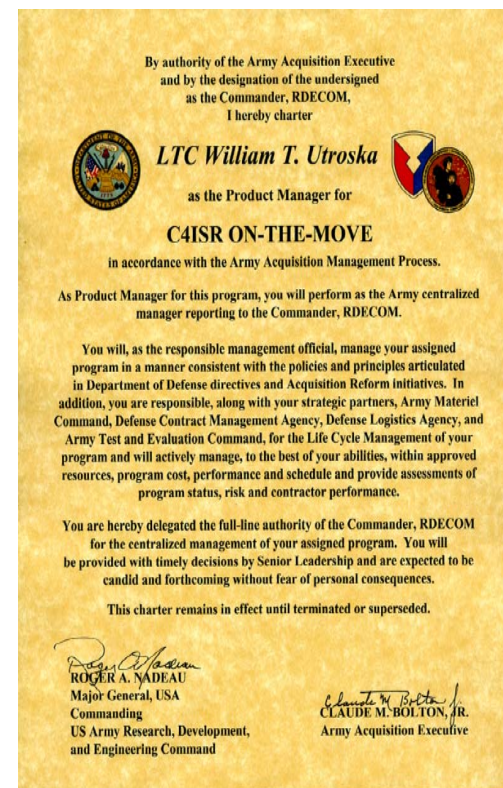 By authority of the Army Acquisition Executive
and by the designation of the undersigned
as the Commander, RDECOM,
I hereby charter
LTC William T. Utroska
as the Product Manager for
C4ISR ON-THE-MOVE
in accordance with the Army Acquisition Management Process.
As Product Manager for this program, you will perform as the Army centralized
manager reporting to the Commander, RDECOM.
You will, as the responsible management official, manage your assigned
program in a manner consistent with the policies and principles articulated
in Department of Defense directives and Acquisition Reform initiatives. In
addition, you are responsible, along with your strategic partners, Army Materiel
Command, Defense Contract Management Agency, Defense Logistics Agency, and
Army Test and Evaluation Command, for the Life Cycle Management of your
program and will actively manage, to the best of your abilities, within approved
resources, program cost, performance and schedule and provide assessments of
program status, risk and contractor performance.
You are hereby delegated the full-line authority of the Commander, RDECOM
for the centralized management of your assigned program. You will
be provided with timely decisions by Senior Leadership and are expected to be
candid and forthcoming without fear of personal consequences.
This charter remains in effect until terminated or superseded.
Roger A. Nadeau
ROGER A. NADEAU
Major General, USA
Commanding
US Army Research, Development,
and Engineering Command
Claude M Bolton Jr.
CLAUDE M. BOLTON, JR.
Army Acquisition Executive